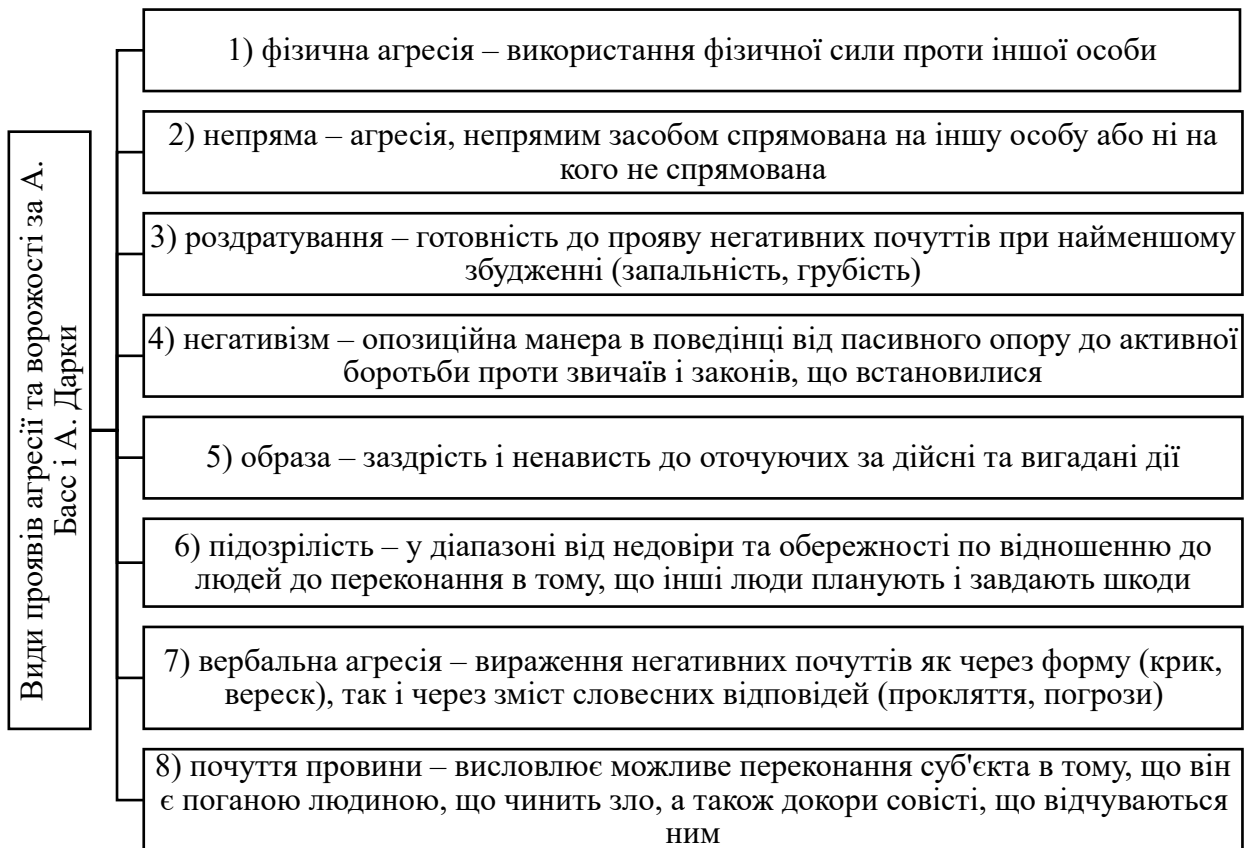 Види проявів агресії та ворожості за А.
Басс і А. Дарки
1) фізична агресія – використання фізичної сили проти іншої особи
2) непряма – агресія, непрямим засобом спрямована на іншу особу або ні на
кого не спрямована
3) роздратування – готовність до прояву негативних почуттів при найменшому
збудженні (запальність, грубість)
4) негативізм – опозиційна манера в поведінці від пасивного опору до активної
боротьби проти звичаїв і законів, що встановилися
5) образа – заздрість і ненависть до оточуючих за дійсні та вигадані дії
6) підозрілість – у діапазоні від недовіри та обережності по відношенню до
людей до переконання в тому, що інші люди планують і завдають шкоди
7) вербальна агресія – вираження негативних почуттів як через форму (крик,
вереск), так і через зміст словесних відповідей (прокляття, погрози)
8) почуття провини – висловлює можливе переконання суб'єкта в тому, що він
є поганою людиною, що чинить зло, а також докори совісті, що відчуваються
ним